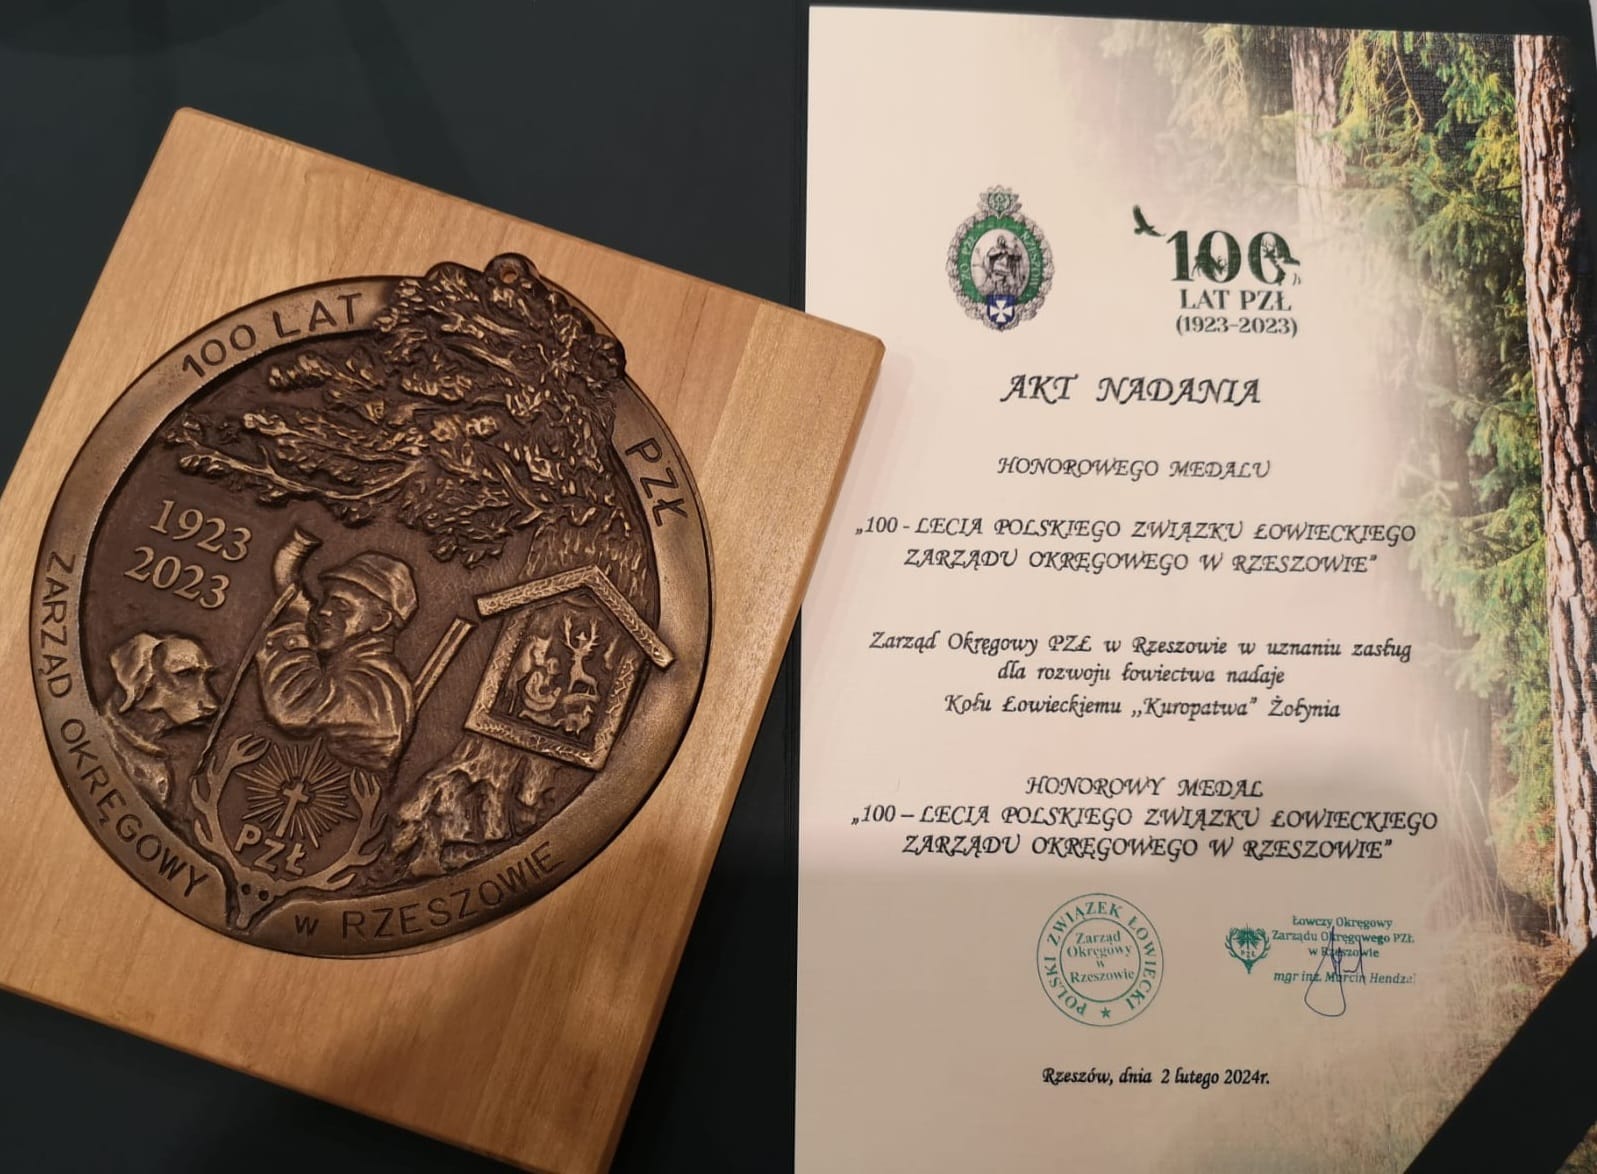 100 LAT PZŁ
ZARZĄD OKRĘGOWY w RZESZOWIE
1923
2023
PZŁ
100
LAT PZŁ
(1923-2023)
AKT NADANIA
HONOROWEGO MEDALU
„100 - LECIA POLSKIEGO ZWIĄZKU ŁOWIECKIEGO
ZARZĄDU OKRĘGOWEGO W RZESZOWIE”
Zarząd Okręgowy PZŁ w Rzeszowie w uznaniu zasług
dla rozwoju łowiectwa nadaje
Kołu Łowieckiemu ,,Kuropatwa” Żołynia
HONOROWY MEDAL
„100 – LECIA POLSKIEGO ZWIĄZKU ŁOWIECKIEGO
ZARZĄDU OKRĘGOWEGO W RZESZOWIE”
POLSKI ZWIĄZEK ŁOWIECKI
Zarząd
Okręgowy
w
Rzeszowie
PZŁ
Łowczy Okręgowy
Zarządu Okręgowego PZŁ
w Rzeszowie
mgr inż. Marcin Hendzel
Rzeszów, dnia 2 lutego 2024r.